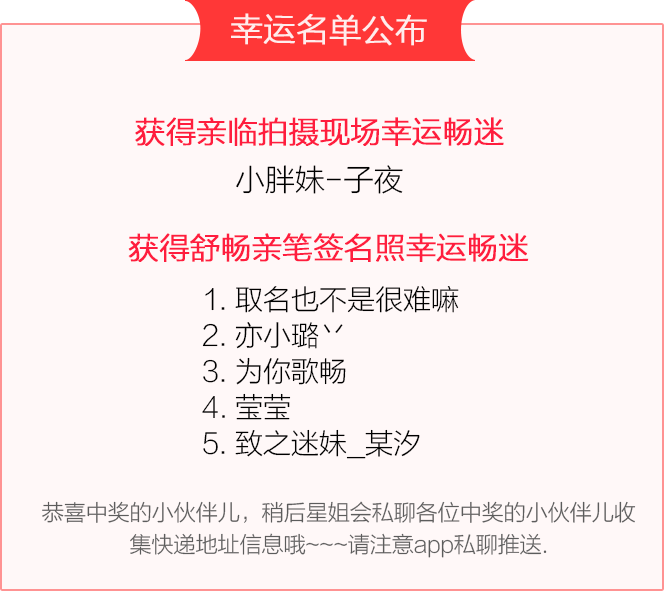 幸运名单公布
获得亲临拍摄现场幸运畅迷
小胖妹-子夜
获得舒畅亲笔签名照幸运畅迷
1. 取名也不是很难嘛
2. 亦小璐丷
3. 为你歌畅
4. 莹莹
5. 致之迷妹_某汐
恭喜中奖的小伙伴儿，稍后星姐会私聊各位中奖的小伙伴儿收
集快递地址信息哦~~~请注意app私聊推送.